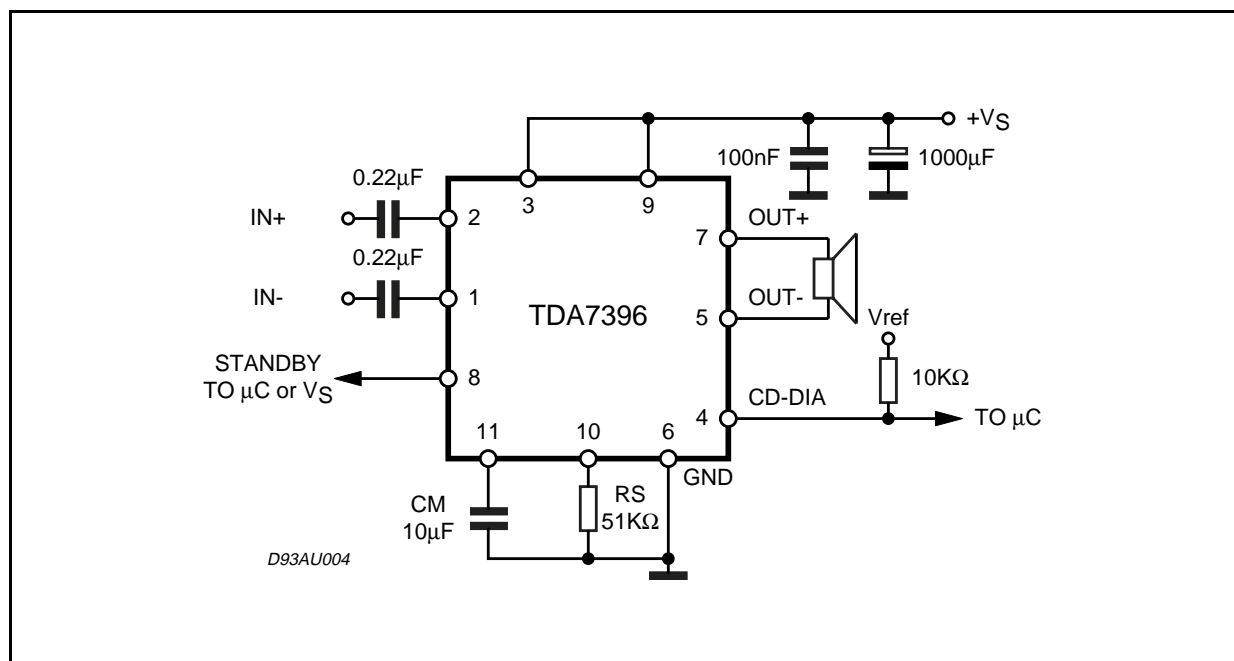 +VS
100nF
1000μF
0.22μF
3
9
IN+
2
OUT+
7
0.22μF
IN-
1
TDA7396
OUT-
5
Vref
STANDBY
TO μC or VS
8
10KΩ
CD-DIA
4
TO μC
11
10
6
GND
CM
10μF
RS
51KΩ
D93AU004